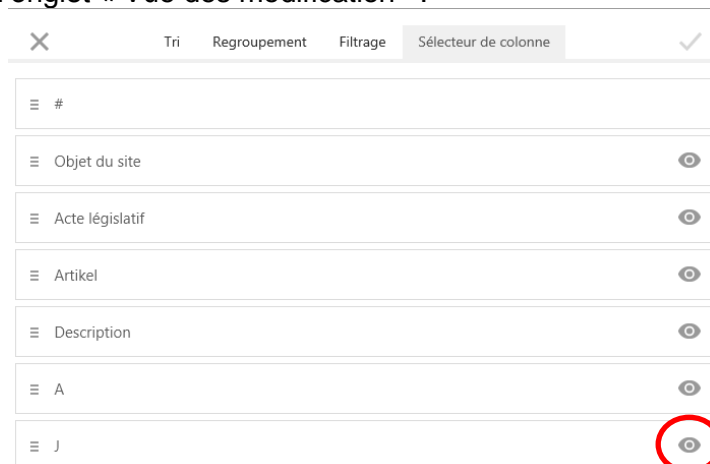 onglet « Vue des modification » .
Tri Regroupement Filtrage Sélecteur de colonne
#
Objet du site
Acte législatif
Artikel
Description
A
J